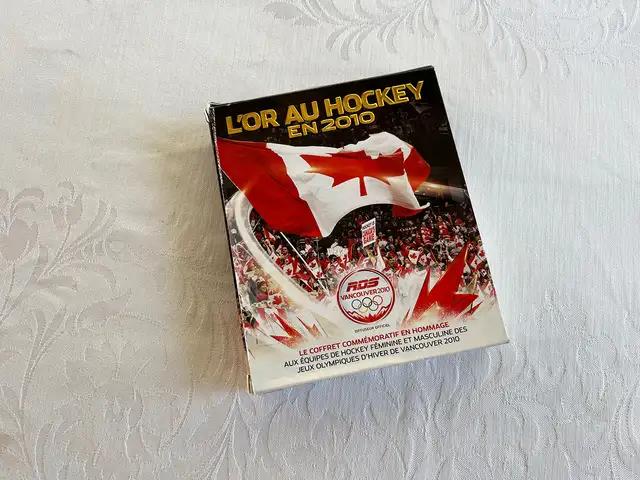 L'OR AU HOCKEY
EN 2010
RDS
VANCOUVER 2010
DIFFUSEUR OFFICIEL
LE COFFRET COMMÉMORATIF EN HOMMAGE
AUX ÉQUIPES DE HOCKEY FÉMININE ET MASCULINE DES
JEUX OLYMPIQUES D'HIVER DE VANCOUVER 2010